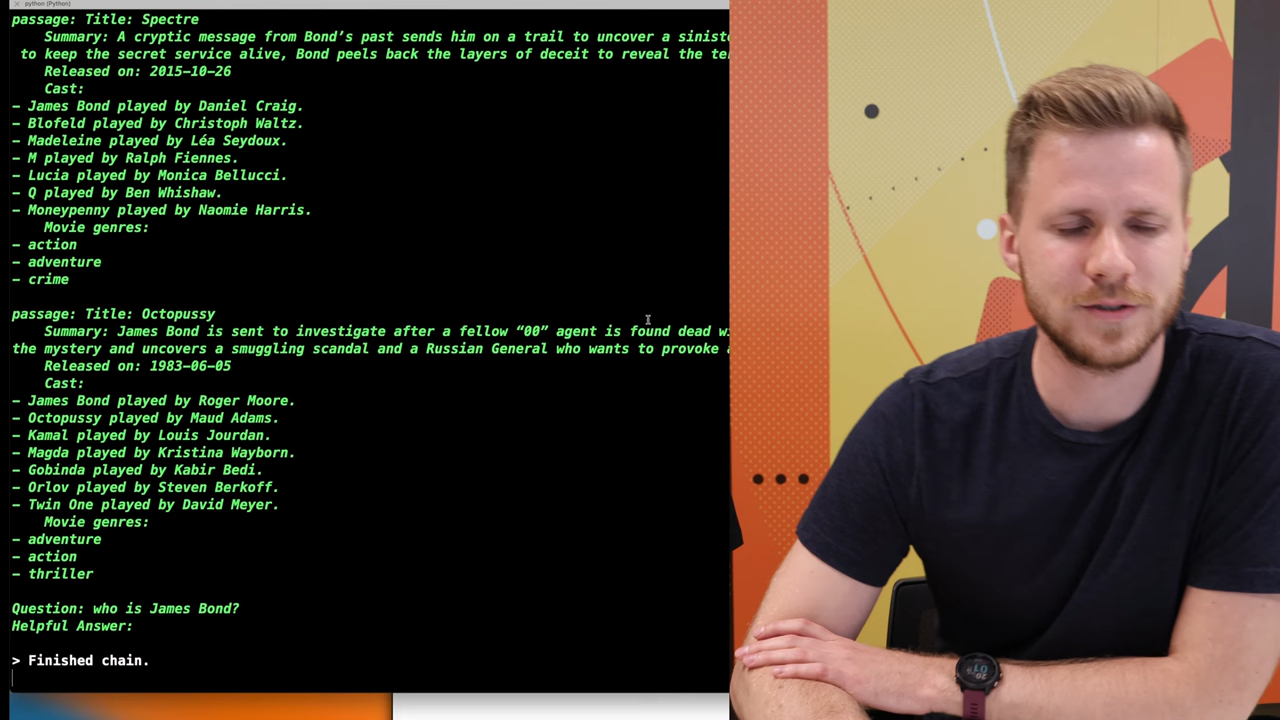 python (Python)
passage: Title: Spectre
Summary: A cryptic message from Bond’s past sends him on a trail to uncover a
to keep the secret service alive, Bond peels back the layers of deceit to reveal the
Released on: 2015-10-26
Cast:
- James Bond played by Daniel Craig.
- Blofeld played by Christoph Waltz.
- Madeleine played by Léa Seydoux.
- M played by Ralph Fiennes.
- Lucia played by Monica Bellucci.
- Q played by Ben Whishaw.
- Moneypenny played by Naomie Harris.
Movie genres:
- action
- adventure
- crime
passage: Title: Octopussy
Summary: James Bond is sent to investigate after a fellow “00” agent is found dead
the mystery and uncovers a smuggling scandal and a Russian General who wants to provoke
Released on: 1983-06-05
Cast:
- James Bond played by Roger Moore.
- Octopussy played by Maud Adams.
- Kamal played by Louis Jourdan.
- Magda played by Kristina Wayborn.
- Gobinda played by Kabir Bedi.
- Orlov played by Steven Berkoff.
- Twin One played by David Meyer.
Movie genres:
- adventure
- action
- thriller
Question: who is James Bond?
Helpful Answer:
> Finished chain.